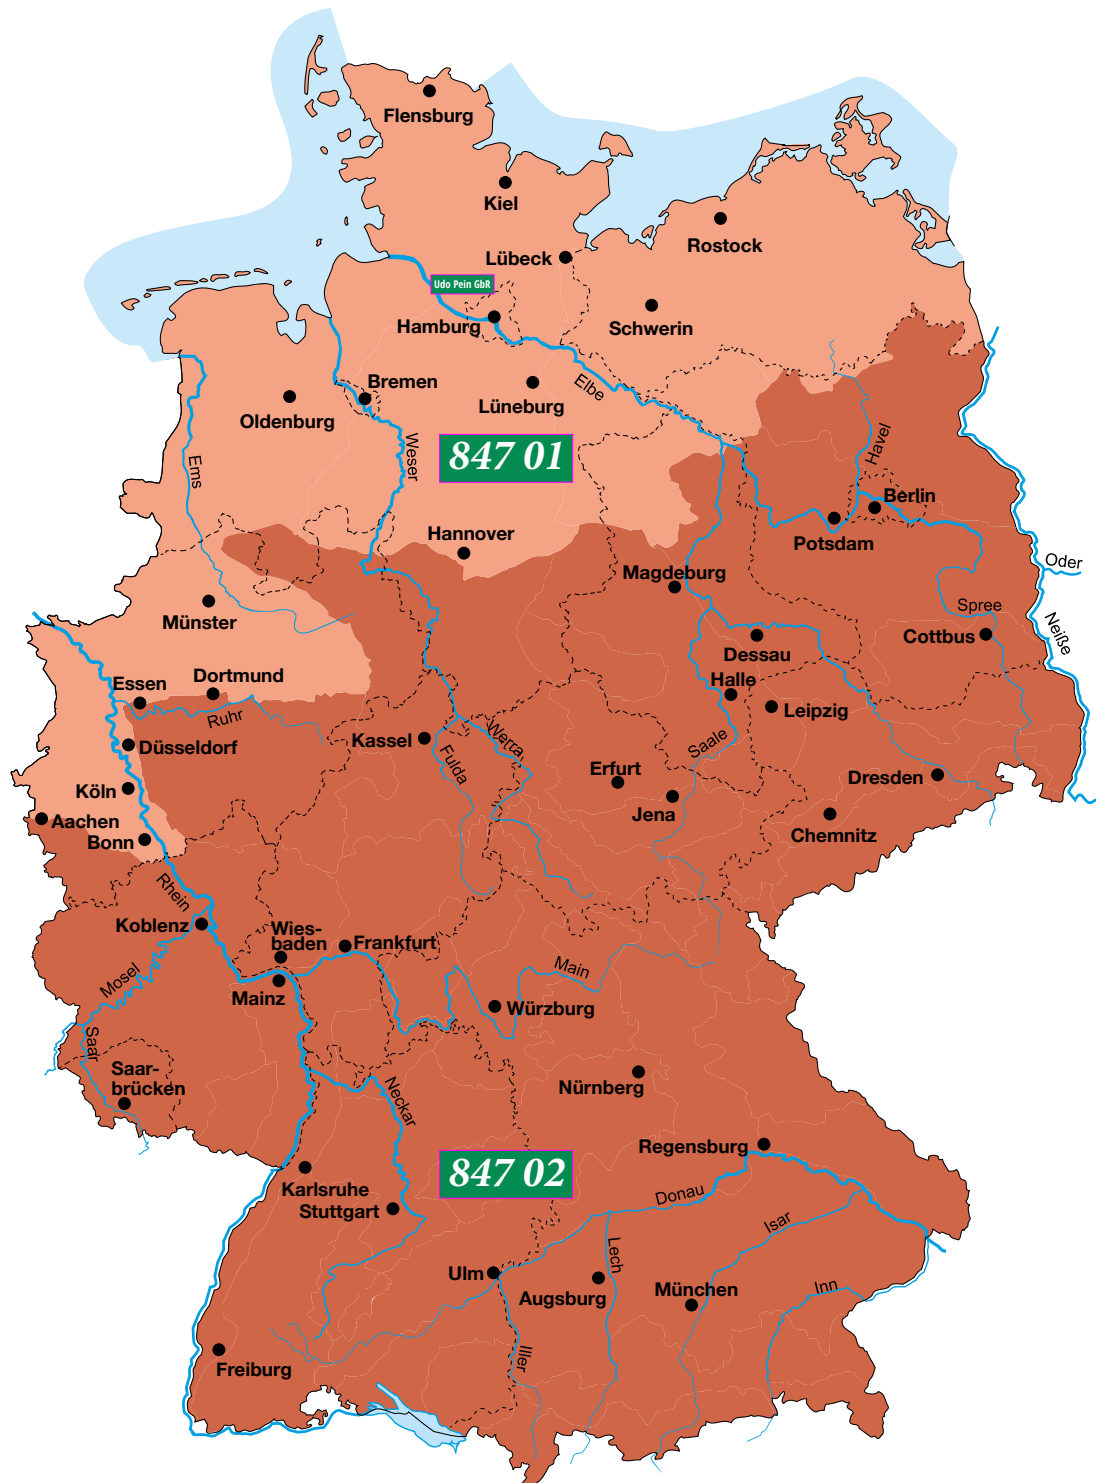 Flensburg
Kiel
Rostock
Lübeck
Udo Pein GbR
Hamburg
Schwerin
Bremen
Elbe
Lüneburg
Oldenburg
Weser
847 01
Havel
Ems
Berlin
Hannover
Potsdam
Oder
Magdeburg
Spree
Münster
Neiße
Cottbus
Dessau
Essen
Dortmund
Halle
Ruhr
Leipzig
Düsseldorf
Kassel
Fulda
Werra
Saale
Erfurt
Dresden
Köln
Jena
Aachen
Chemnitz
Bonn
Rhein
Koblenz
Wies-
baden
Frankfurt
Main
Mosel
Mainz
Würzburg
Saar
Saar-
brücken
Nürnberg
Neckar
Regensburg
847 02
Karlsruhe
Donau
Stuttgart
Isar
Lech
Ulm
Augsburg
München
Inn
Iller
Freiburg